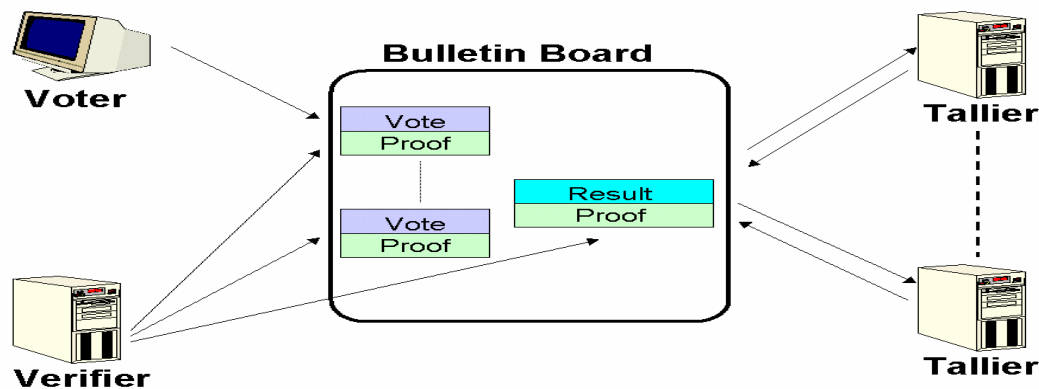 Bulletin Board
Voter
Tallier
Vote
Proof
Result
Proof
Vote
Proof
Verifier
Tallier